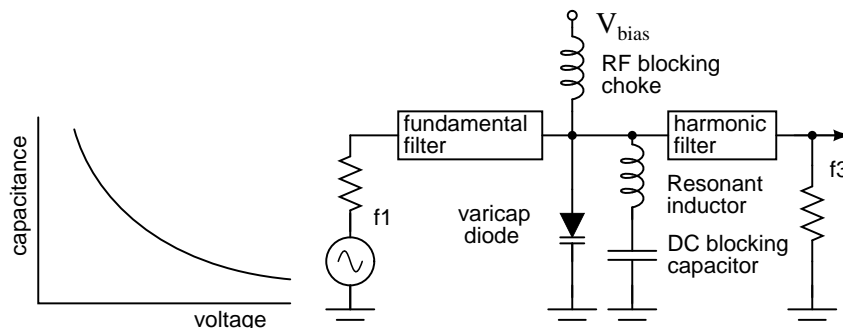 capacitance
voltage
V_bias
RF blocking
choke
fundamental
filter
harmonic
filter
f1
varicap
diode
Resonant
inductor
DC blocking
capacitor
f3